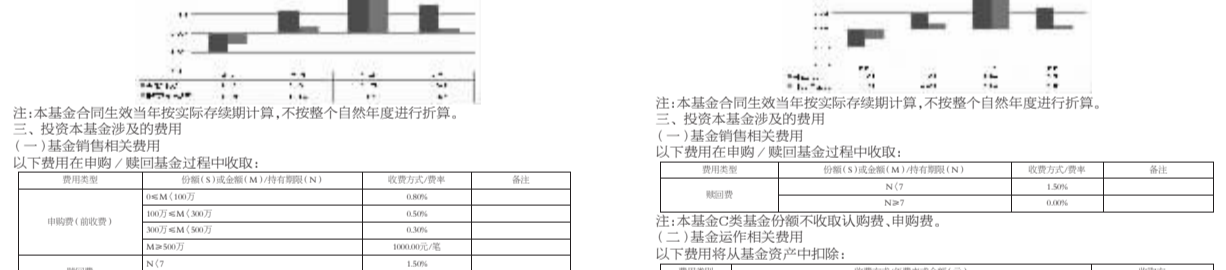 注:本基金合同生效当年按实际存续期计算,不按整个自然年度进行折算。
三、投资本基金涉及的费用
(一)基金销售相关费用
以下费用在申购/赎回基金过程中收取:
费用类型 份额(S)或金额(M)/持有期限(N) 收费方式/费率 备注
申购费(前收费) 0≤M〈100万 0.80%
100万≤M〈300万 0.50%
300万≤M〈500万 0.30%
M≥500万 1000.00元/笔
N〈7 1.50%
注:本基金合同生效当年按实际存续期计算,不按整个自然年度进行折算。
三、投资本基金涉及的费用
(一)基金销售相关费用
以下费用在申购/赎回基金过程中收取:
费用类型 份额(S)或金额(M)/持有期限(N) 收费方式/费率 备注
赎回费 N〈7 1.50%
N≥7 0.00%
注:本基金C类基金份额不收取认购费、申购费。
(二)基金运作相关费用
以下费用将从基金资产中扣除: